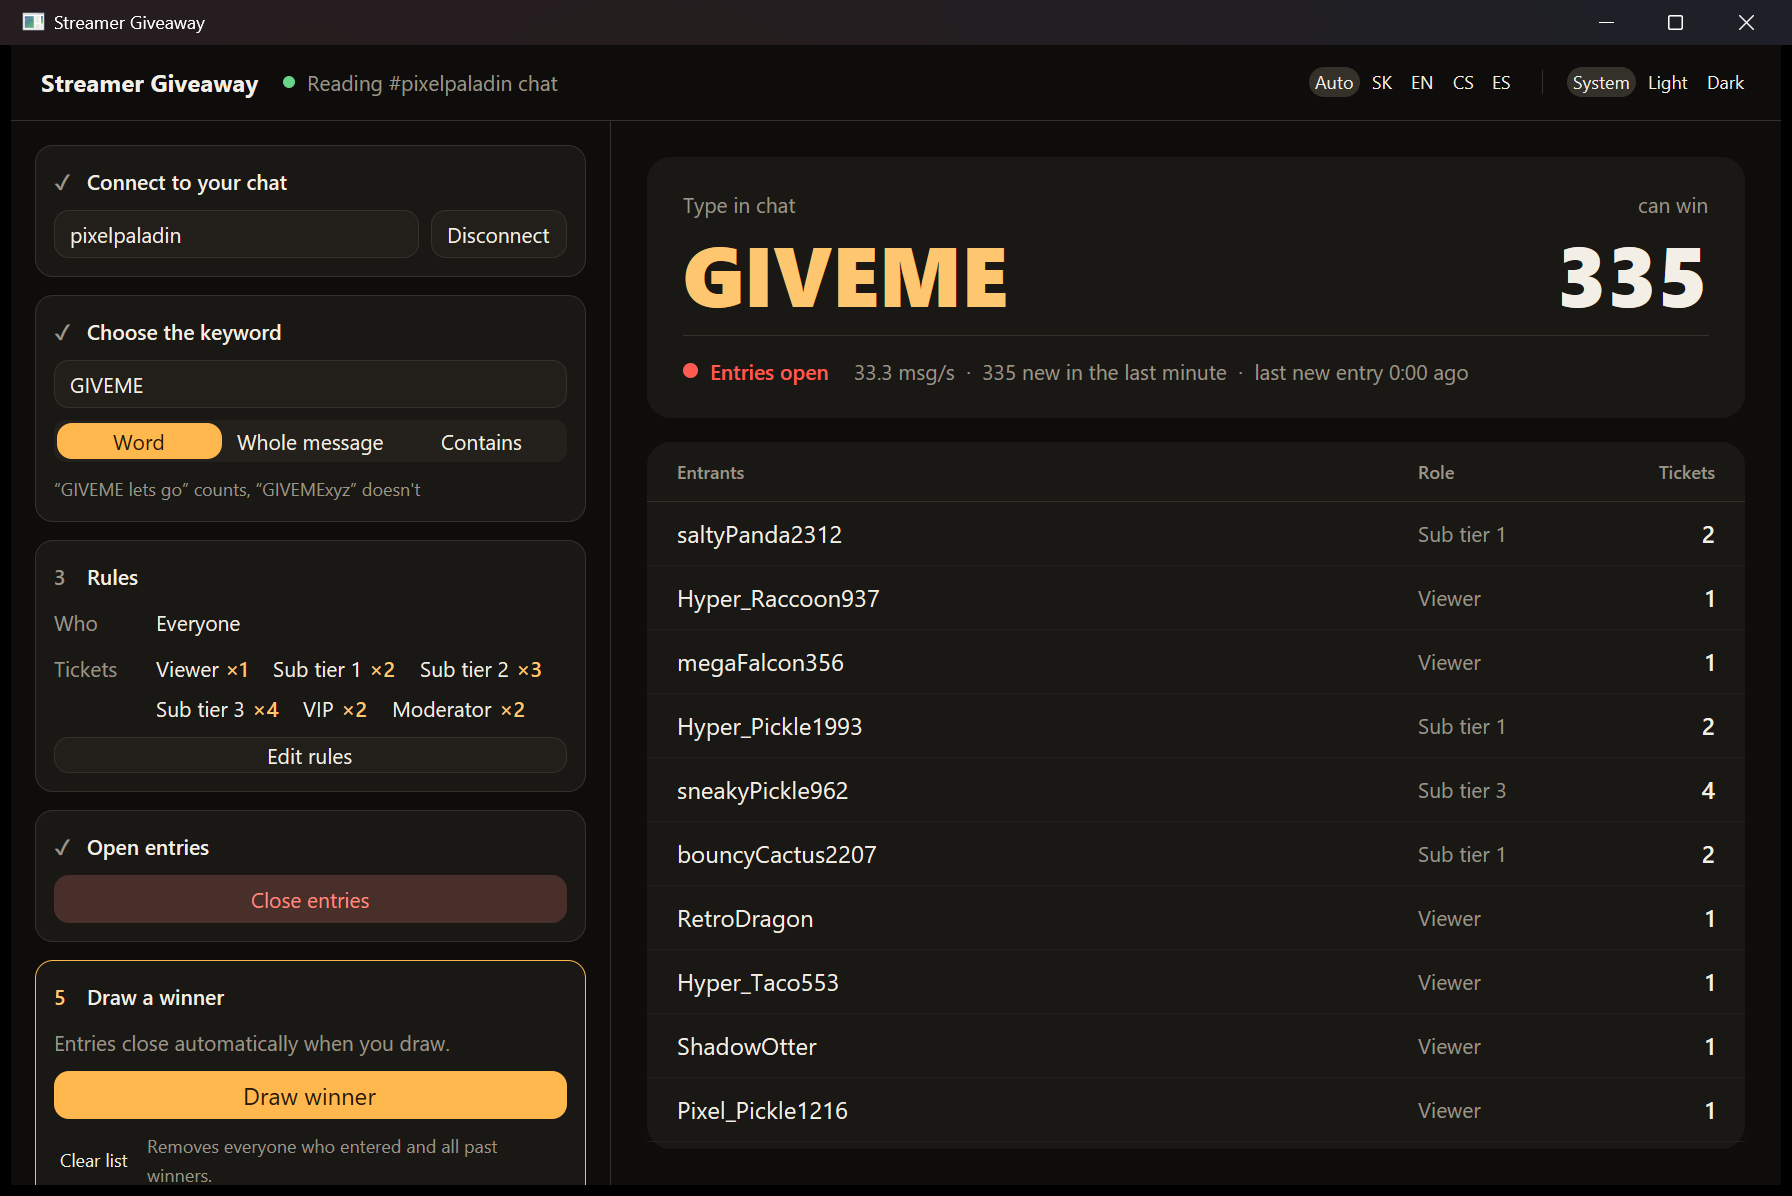 Streamer Giveaway
Streamer Giveaway
Reading #pixelpaladin chat
Auto SK EN CS ES
System Light Dark
✓ Connect to your chat
pixelpaladin
Disconnect
✓ Choose the keyword
GIVEME
Word Whole message Contains
“GIVEME lets go” counts, “GIVEMExyz” doesn't
3 Rules
Who Everyone
Tickets Viewer ×1 Sub tier 1 ×2 Sub tier 2 ×3
Sub tier 3 ×4 VIP ×2 Moderator ×2
Edit rules
✓ Open entries
Close entries
5 Draw a winner
Entries close automatically when you draw.
Draw winner
Clear list
Removes everyone who entered and all past
winners.
Type in chat
can win
GIVEME
335
Entries open 33.3 msg/s · 335 new in the last minute · last new entry 0:00 ago
Entrants Role Tickets
saltyPanda2312 Sub tier 1 2
Hyper_Raccoon937 Viewer 1
megaFalcon356 Viewer 1
Hyper_Pickle1993 Sub tier 1 2
sneakyPickle962 Sub tier 3 4
bouncyCactus2207 Sub tier 1 2
RetroDragon Viewer 1
Hyper_Taco553 Viewer 1
ShadowOtter Viewer 1
Pixel_Pickle1216 Viewer 1